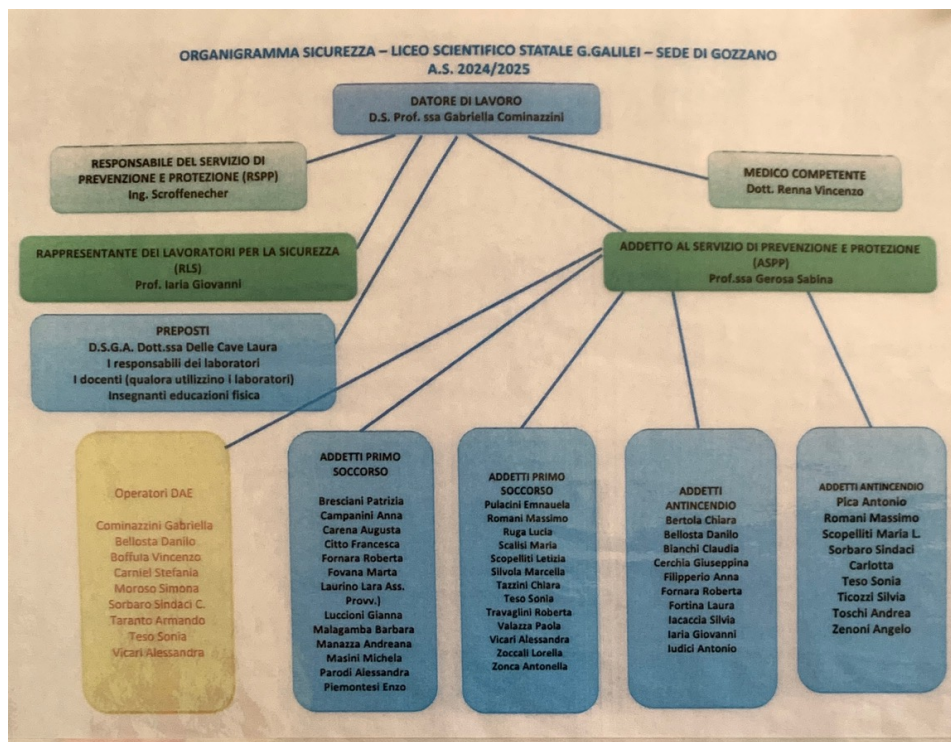 ORGANIGRAMMA SICUREZZA – LICEO SCIENTIFICO STATALE G.GALILEI – SEDE DI GOZZANO
A.S. 2024/2025
DATORE DI LAVORO
D.S. Prof. ssa Gabriella Cominazzini
RESPONSABILE DEL SERVIZIO DI
PREVENZIONE E PROTEZIONE (RSPP)
Ing. Scroffenecher
MEDICO COMPETENTE
Dott. Renna Vincenzo
RAPPRESENTANTE DEI LAVORATORI PER LA SICUREZZA
(RLS)
Prof. Iaria Giovanni
ADDETTO AL SERVIZIO DI PREVENZIONE E PROTEZIONE
(ASPP)
Prof.ssa Gerosa Sabina
PREPOSTI
D.S.G.A. Dott.ssa Delle Cave Laura
I responsabili dei laboratori
I docenti (qualora utilizzino i laboratori)
Insegnanti educazioni fisica
Operatori DAE
Cominazzini Gabriella
Bellosta Danilo
Boffula Vincenzo
Carniel Stefania
Moroso Simona
Sorbaro Sindaci C.
Taranto Armando
Teso Sonia
Vicari Alessandra
ADDETTI PRIMO
SOCCORSO
Bresciani Patrizia
Campanini Anna
Carena Augusta
Citto Francesca
Fornara Roberta
Fovana Marta
Laurino Lara Ass.
Provv.)
Luccioni Gianna
Malagamba Barbara
Manazza Andreana
Masini Michela
Parodi Alessandra
Piemontesi Enzo
ADDETTI PRIMO
SOCCORSO
Pulacini Emnauela
Romani Massimo
Ruga Lucia
Scalisi Maria
Scopelliti Letizia
Silvola Marcella
Tazzini Chiara
Teso Sonia
Travaglini Roberta
Valazza Paola
Vicari Alessandra
Zoccali Lorella
Zonca Antonella
ADDETTI
ANTINCENDIO
Bertola Chiara
Bellosta Danilo
Bianchi Claudia
Cerchia Giuseppina
Filipperio Anna
Fornara Roberta
Fortina Laura
Iacaccia Silvia
Iaria Giovanni
Iudici Antonio
ADDETTI ANTINCENDIO
Pica Antonio
Romani Massimo
Scopelliti Maria L.
Sorbaro Sindaci
Carlotta
Teso Sonia
Ticozzi Silvia
Toschi Andrea
Zenoni Angelo